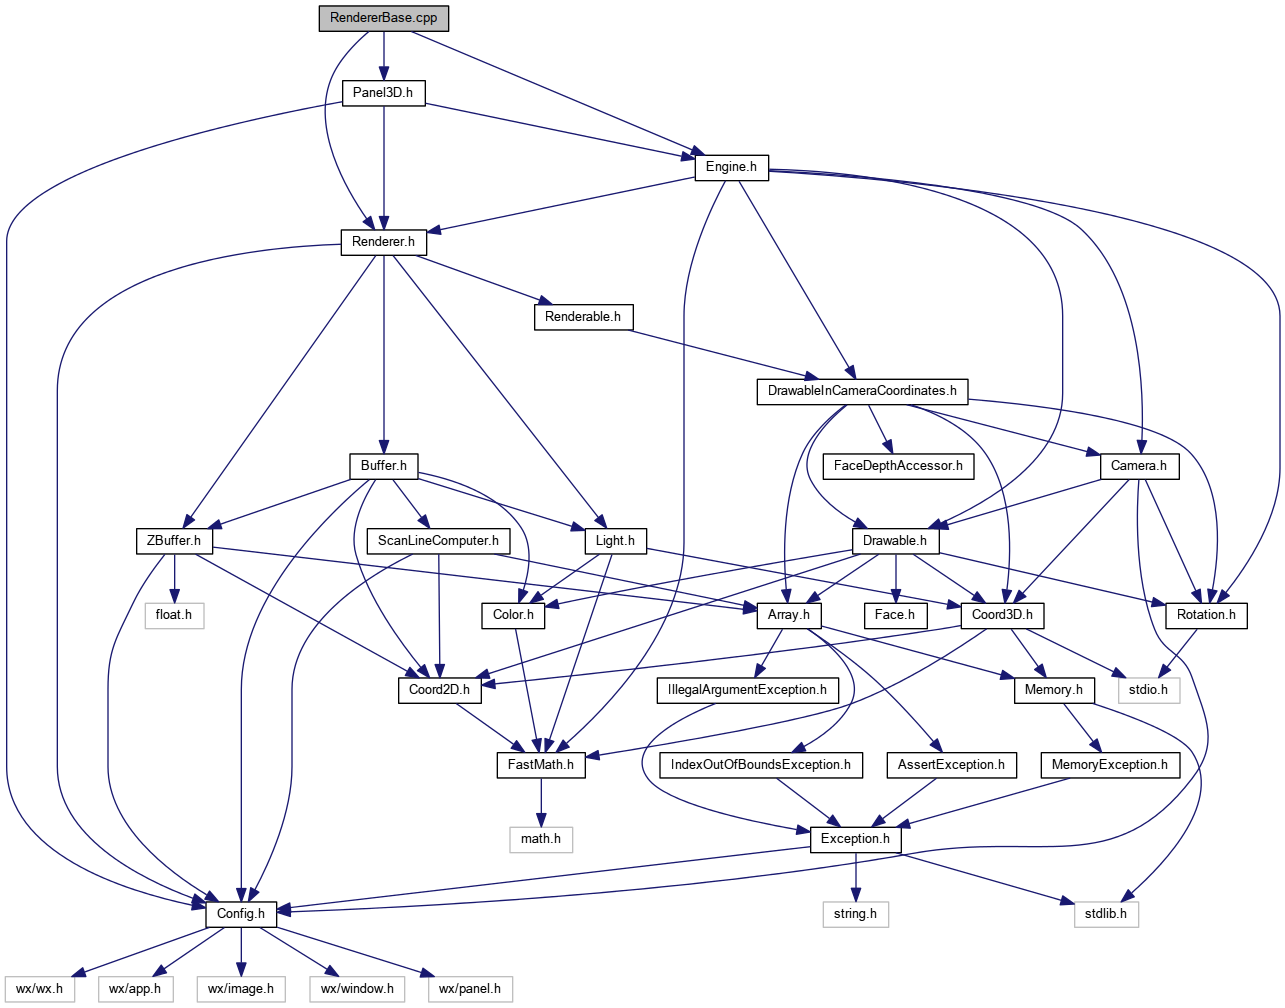 RendererBase.cpp
Panel3D.h
Engine.h
Renderer.h
Renderable.h
DrawableInCameraCoordinates.h
Buffer.h
FaceDepthAccessor.h
Camera.h
ZBuffer.h
ScanLineComputer.h
Light.h
Drawable.h
float.h
Color.h
Array.h
Face.h
Coord3D.h
Rotation.h
Coord2D.h
IllegalArgumentException.h
Memory.h
stdio.h
FastMath.h
IndexOutOfBoundsException.h
AssertException.h
MemoryException.h
math.h
Exception.h
Config.h
string.h
stdlib.h
wx/wx.h
wx/app.h
wx/image.h
wx/window.h
wx/panel.h